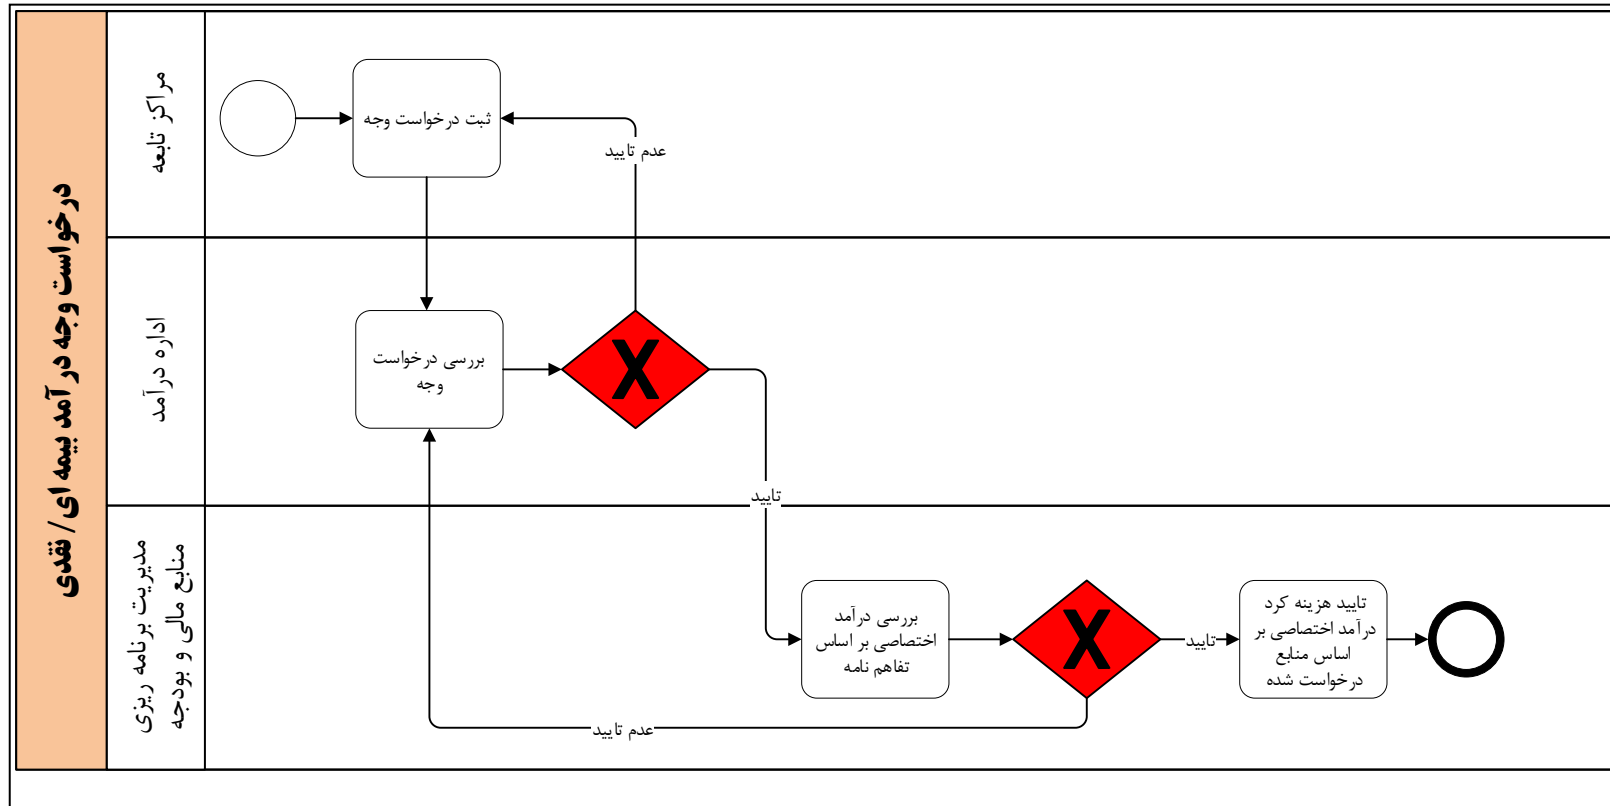 درخواست وجه درآمد بیمه ای/ نقدی
مراکز تابعه
ثبت درخواست وجه
عدم تایید
اداره درآمد
بررسی درخواست
وجه
تایید
مدیریت برنامه ریزی
منابع مالی و بودجه
بررسی درآمد
اختصاصی بر اساس
تفاهم نامه
تایید
تایید هزینه کرد
درآمد اختصاصی بر
اساس منابع
درخواست شده
عدم تایید